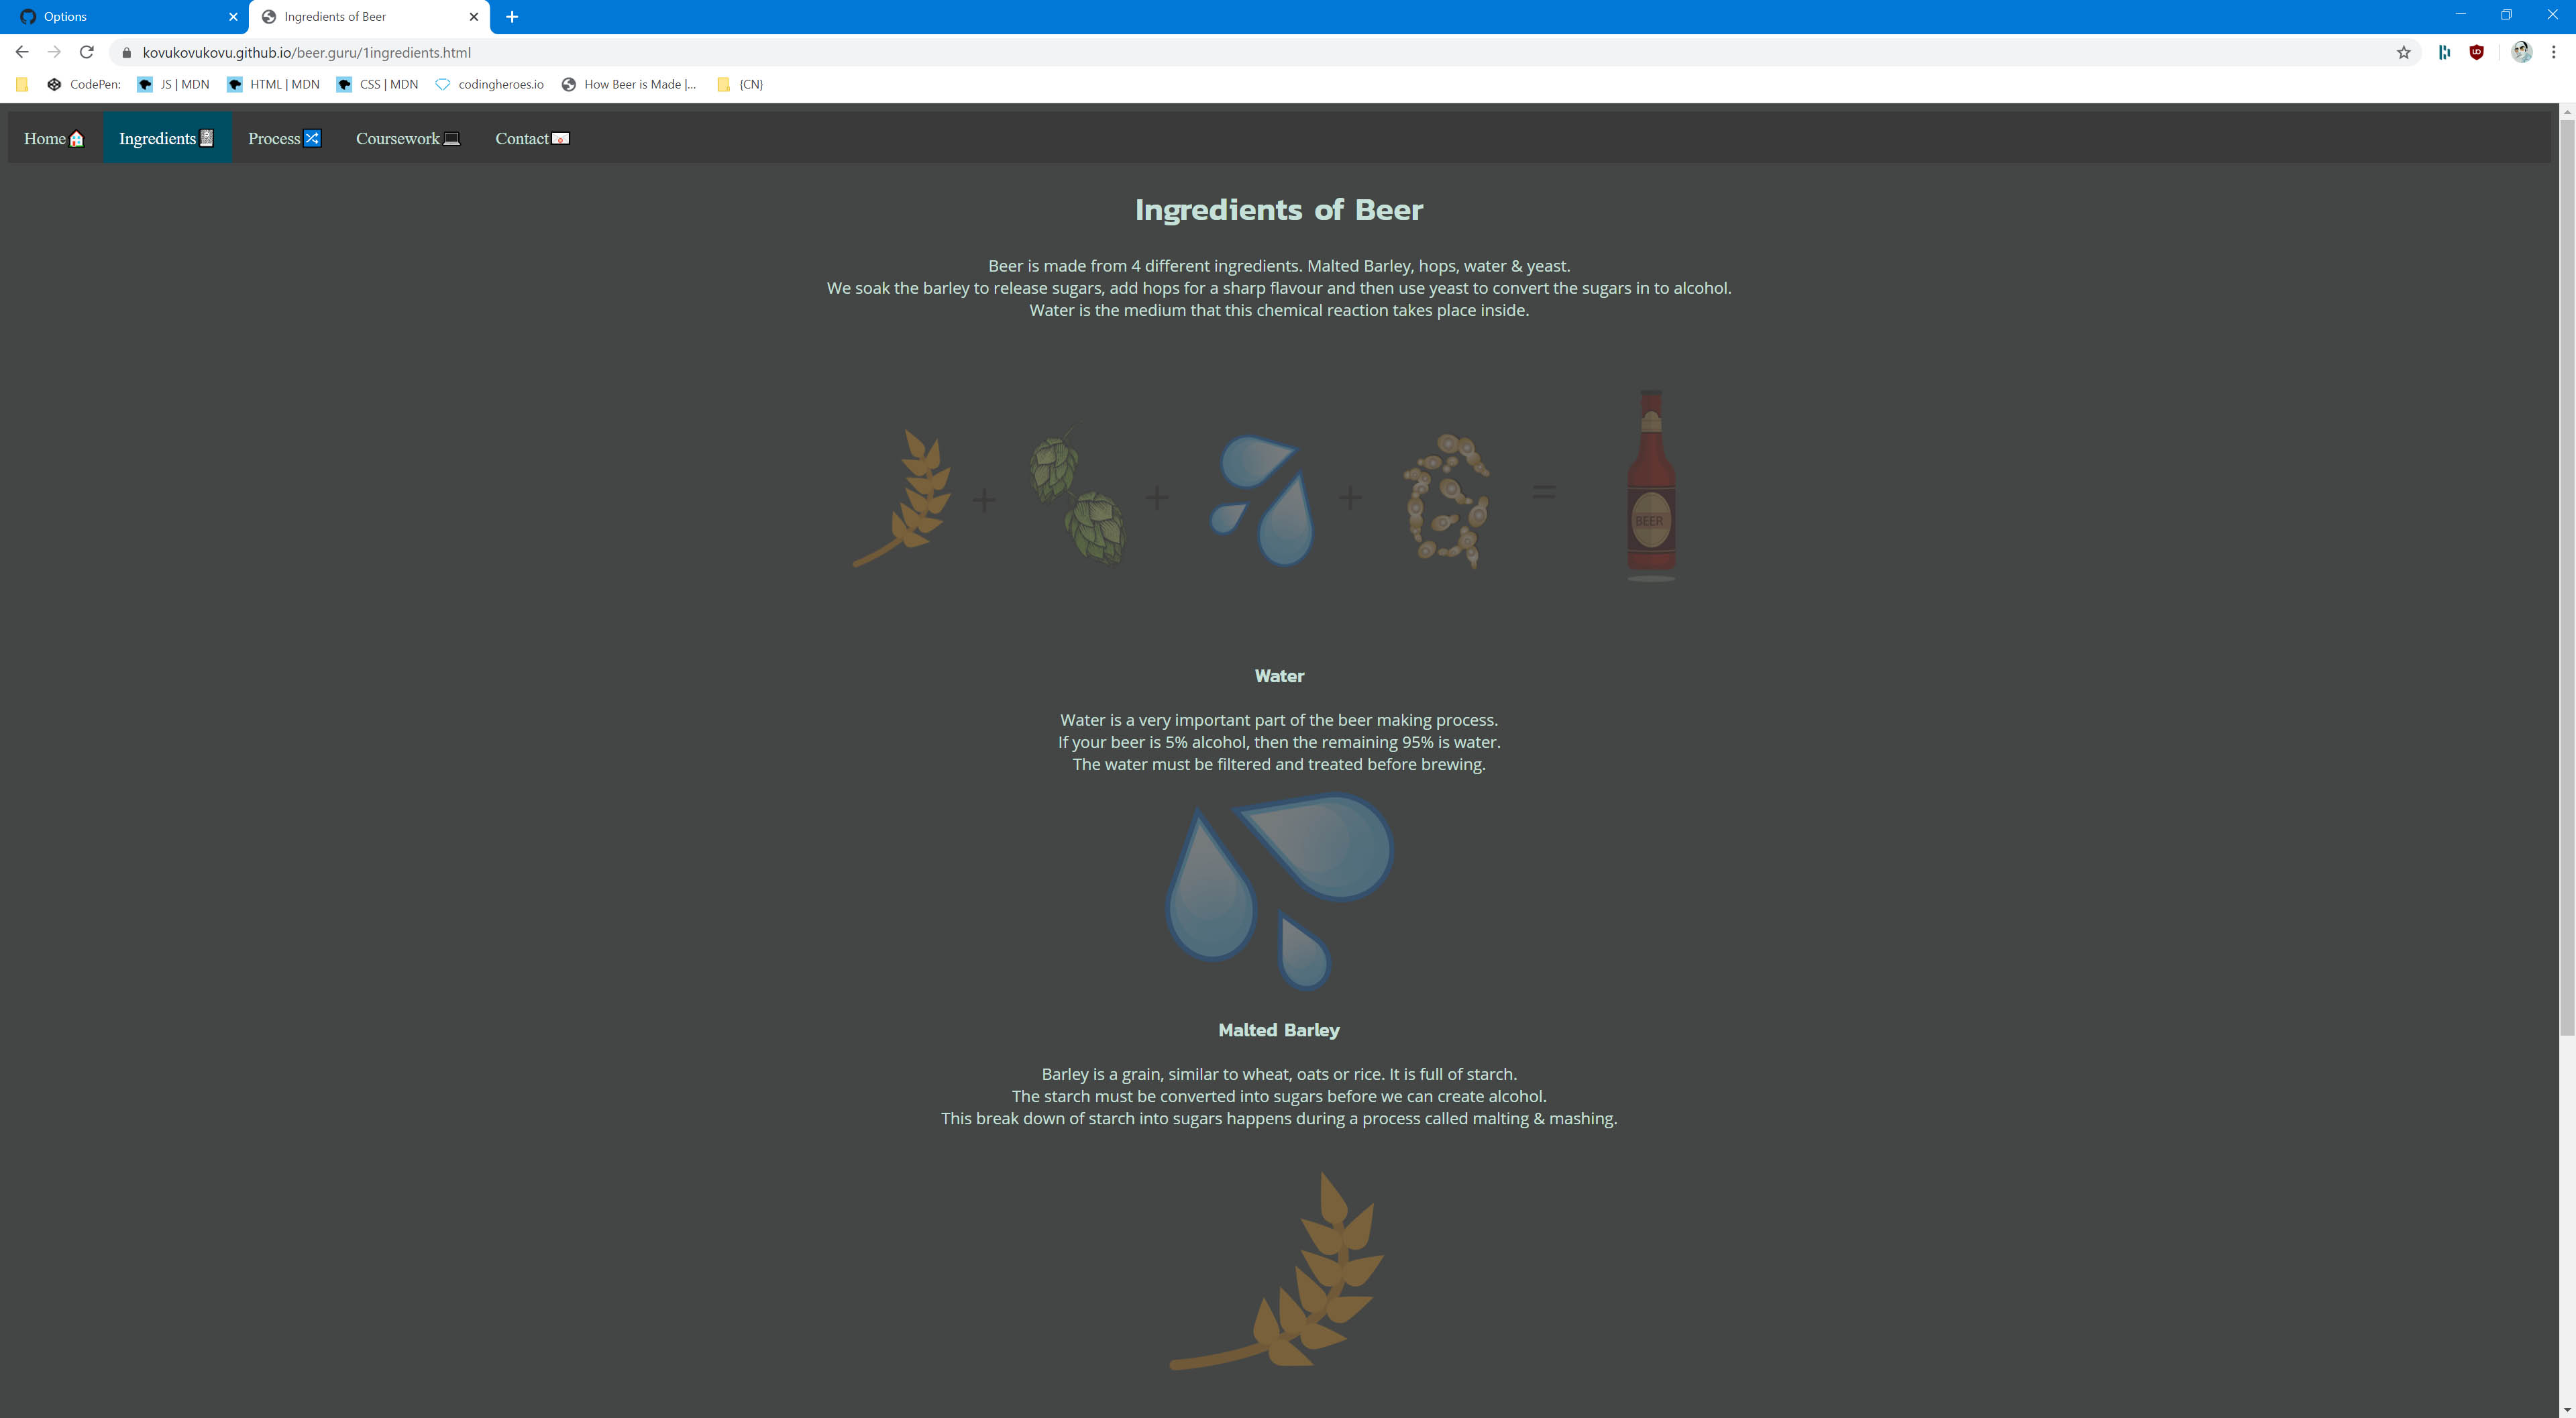 Options
Ingredients of Beer
kovukovukovu.github.io/beer.guru/1ingredients.html
CodePen:
JS | MDN
HTML | MDN
CSS | MDN
codingheroes.io
How Beer is Made |...
{CN}
Home
Ingredients
Process
Coursework
Contact
Ingredients of Beer
Beer is made from 4 different ingredients. Malted Barley, hops, water & yeast.
We soak the barley to release sugars, add hops for a sharp flavour and then use yeast to convert the sugars in to alcohol.
Water is the medium that this chemical reaction takes place inside.
+ + + =
BEER
Water
Water is a very important part of the beer making process.
If your beer is 5% alcohol, then the remaining 95% is water.
The water must be filtered and treated before brewing.
Malted Barley
Barley is a grain, similar to wheat, oats or rice. It is full of starch.
The starch must be converted into sugars before we can create alcohol.
This break down of starch into sugars happens during a process called malting & mashing.